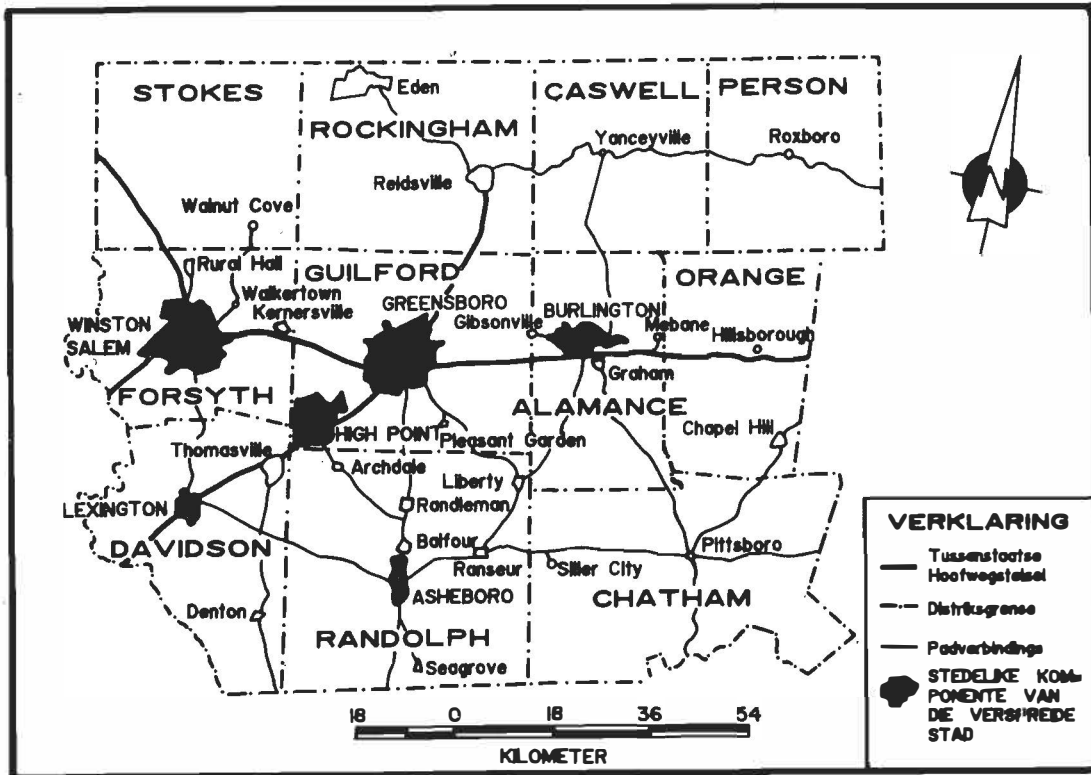 STOKES
Eden
CASWELL
PERSON
ROCKINGHAM
Yanceyville
Roxboro
Reidsville
Walnut Cove
N
Rural Hall
GUILFORD
ORANGE
Walkertown
GREENSBORO
BURLINGTON
Kernersville
Gibsonville
Mebane
Hillsborough
WINSTON
SALEM
Graham
FORSYTH
ALAMANCE
HIGH POINT
Pleasant Garden
Chapel Hill
Thomasville
Archdale
Liberty
LEXINGTON
Randleman
DAVIDSON
Balfour
Ranseur
Siler City
Pittsboro
ASHEBORO
CHATHAM
Denton
RANDOLPH
Seagrove
18 0 18 36 54
KILOMETER
VERKLARING
Tussenstaatse
Hoofwegstelsel
Distriksgrense
Padverbindings
STEDELIKE KOM-
PONENTE VAN
DIE VERSPREIDE
STAD